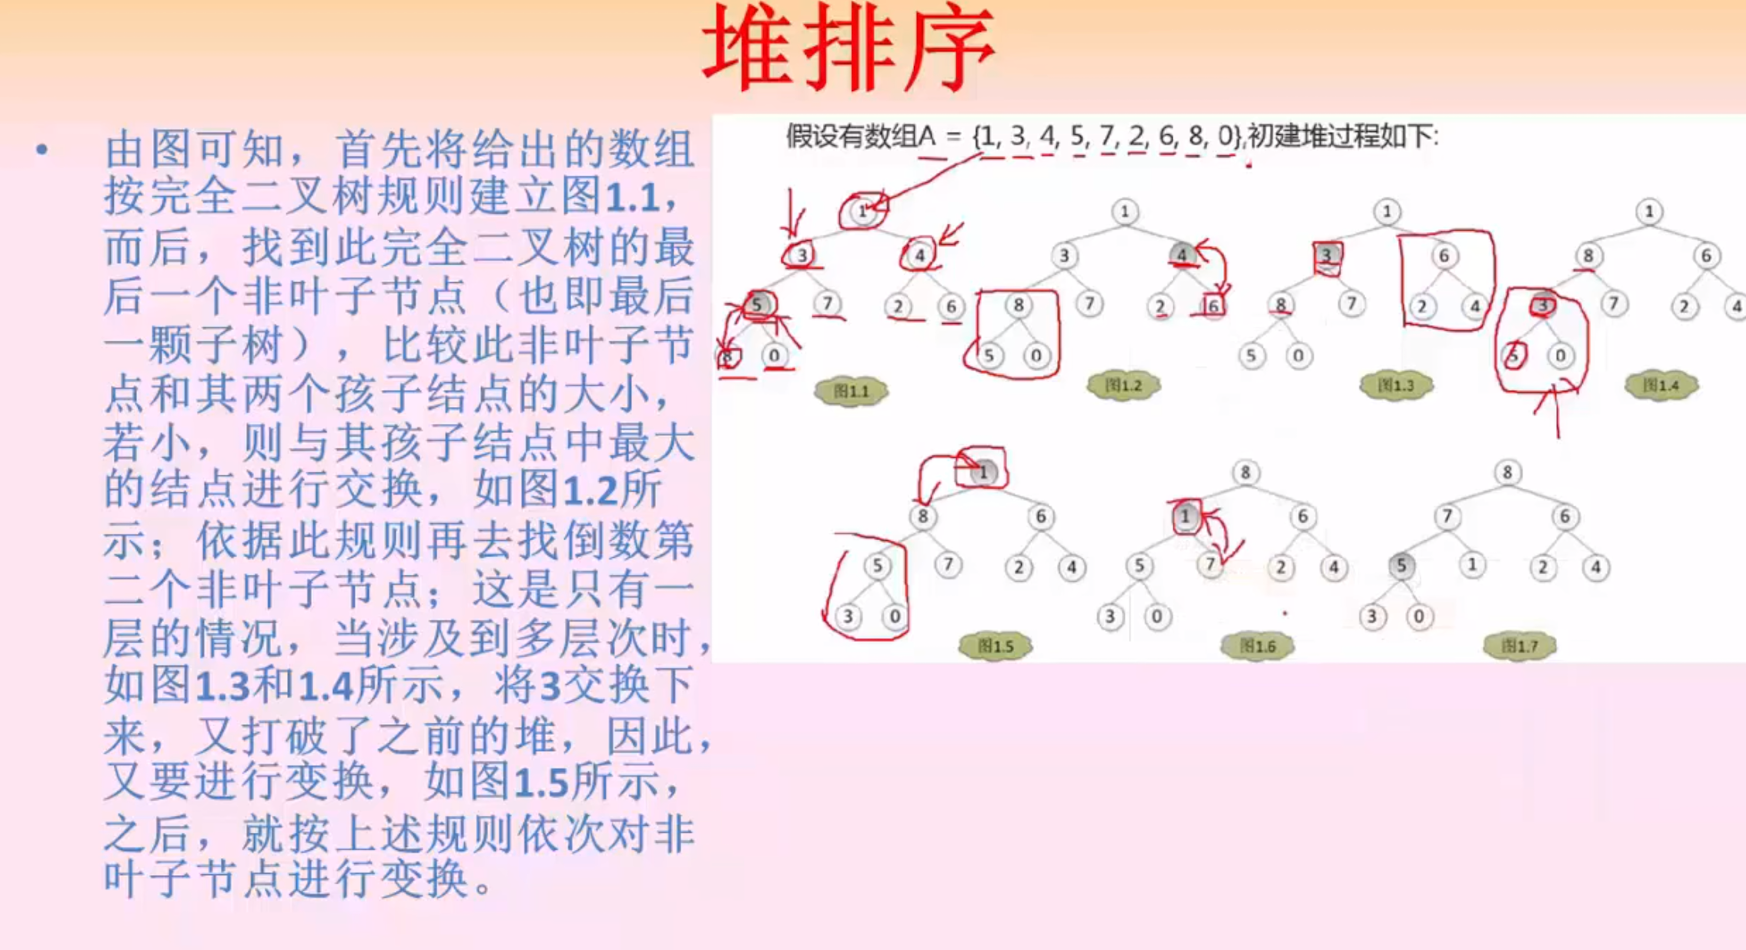 堆排序
• 由图可知，首先将给出的数组
按完全二叉树规则建立图1.1，
而后，找到此完全二叉树的最
后一个非叶子节点（也即最后
一颗子树），比较此非叶子节
点和其两个孩子结点的大小，
若小，则与其孩子结点中最大
的结点进行交换，如图1.2所
示；依据此规则再去找倒数第
二个非叶子节点；这是只有一
层的情况，当涉及到多层次时，
如图1.3和1.4所示，将3交换下
来，又打破了之前的堆，因此，
又要进行变换，如图1.5所示，
之后，就按上述规则依次对非
叶子节点进行变换。
假设有数组A = {1, 3, 4, 5, 7, 2, 6, 8, 0},初建堆过程如下:
1
3 4
5 7 2 6
8 0
图1.1
1
3 4
8 7 2 6
5 0
图1.2
1
3 6
8 7 2 4
5 0
图1.3
1
8 6
3 7 2 4
5 0
图1.4
1
8 6
5 7 2 4
3 0
图1.5
8
1 6
5 7 2 4
3 0
图1.6
8
7 6
5 1 2 4
3 0
图1.7